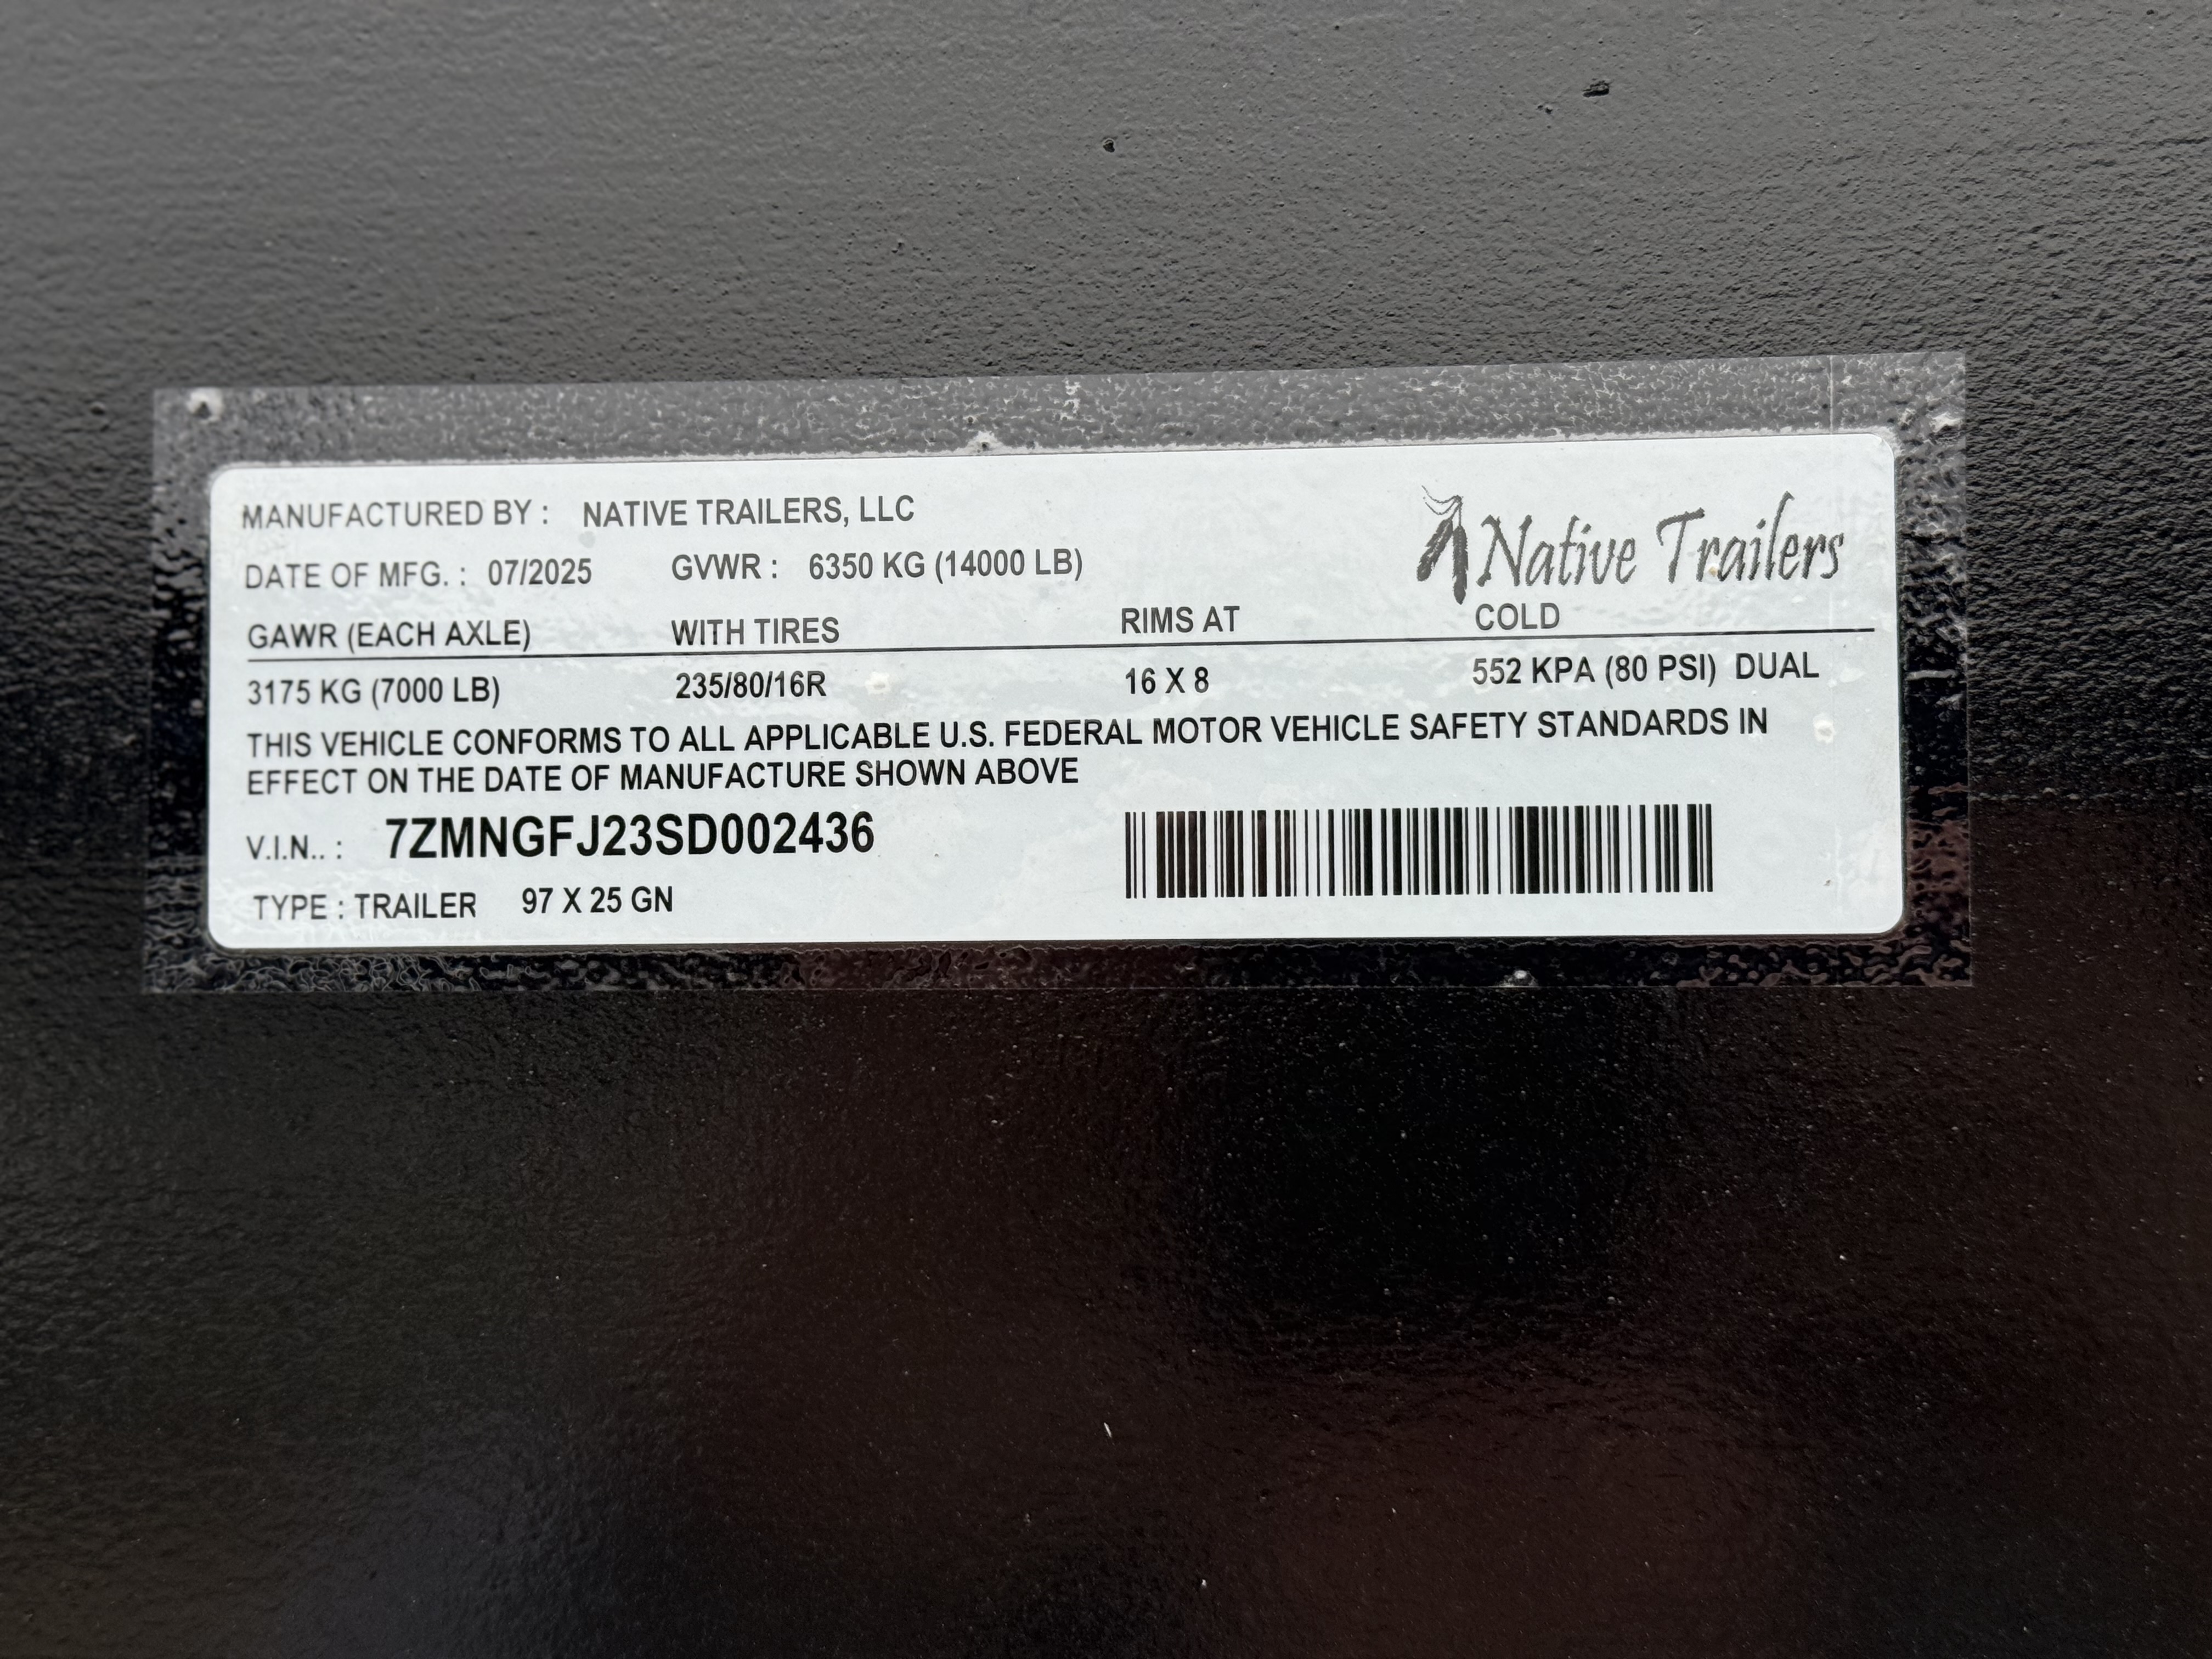 MANUFACTURED BY : NATIVE TRAILERS, LLC
Native Trailers
DATE OF MFG. : 07/2025 GVWR : 6350 KG (14000 LB)
GAWR (EACH AXLE) WITH TIRES RIMS AT COLD
3175 KG (7000 LB) 235/80/16R 16 X 8 552 KPA (80 PSI) DUAL
THIS VEHICLE CONFORMS TO ALL APPLICABLE U.S. FEDERAL MOTOR VEHICLE SAFETY STANDARDS IN
EFFECT ON THE DATE OF MANUFACTURE SHOWN ABOVE
V.I.N.. : 7ZMNGFJ23SD002436
TYPE : TRAILER 97 X 25 GN